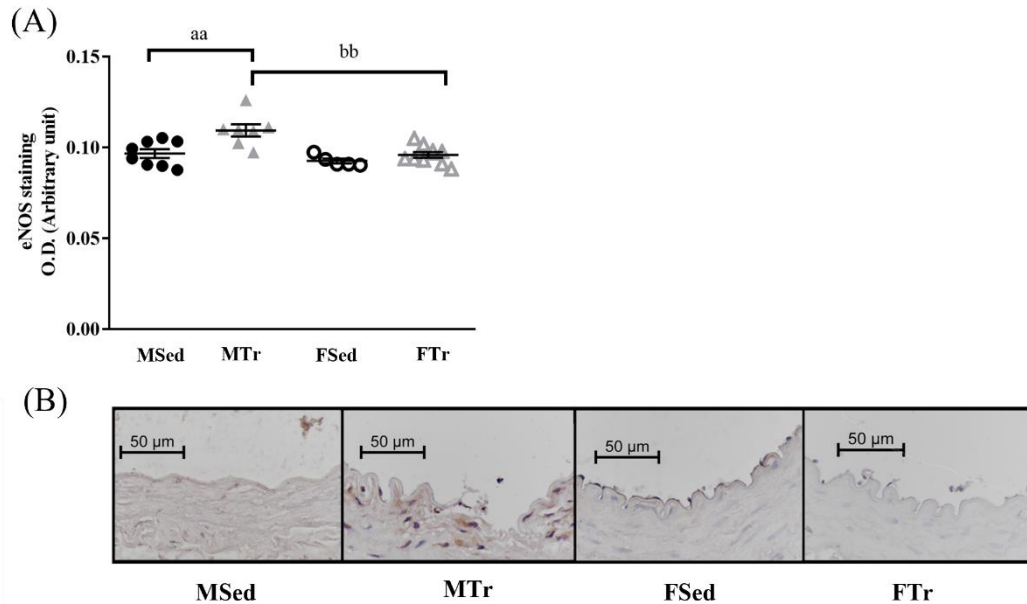 (A)
aa
bb
0.15
0.10
0.05
0.00
eNOS staining
O.D. (Arbitrary unit)
MSed MTr FSed FTr
(B)
50 µm 50 µm 50 µm 50 µm
MSed MTr FSed FTr